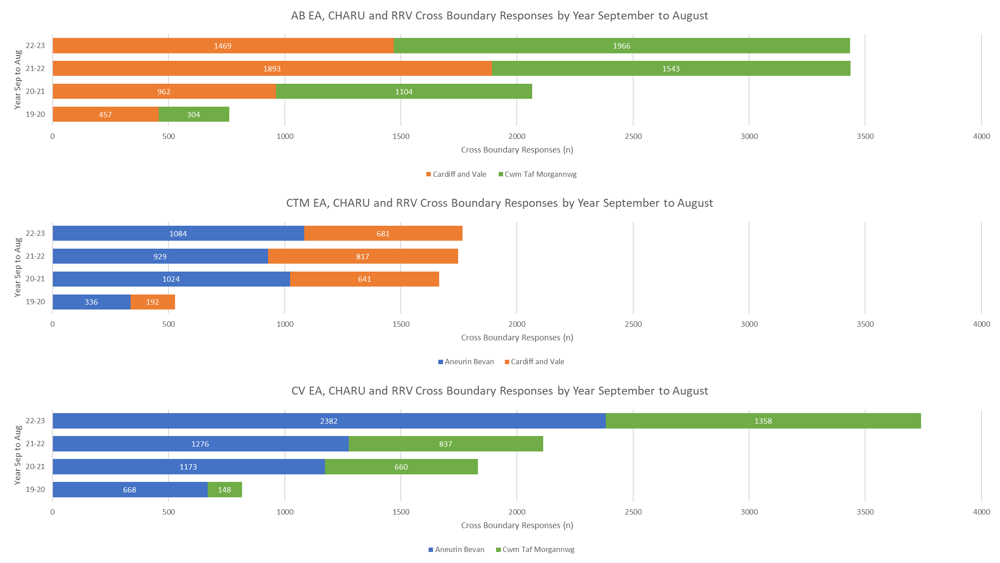 AB EA, CHARU and RRV Cross Boundary Responses by Year September to August
Year Sep to Aug
22-23 1469 1966
21-22 1893 1543
20-21 962 1104
19-20 457 304
0 500 1000 1500 2000 2500 3000 3500 4000
Cross Boundary Responses (n)
Cardiff and Vale Cwm Taf Morgannwg
CTM EA, CHARU and RRV Cross Boundary Responses by Year September to August
Year Sep to Aug
22-23 1084 681
21-22 929 817
20-21 1024 641
19-20 336 192
0 500 1000 1500 2000 2500 3000 3500 4000
Cross Boundary Responses (n)
Aneurin Bevan Cardiff and Vale
CV EA, CHARU and RRV Cross Boundary Responses by Year September to August
Year Sep to Aug
22-23 2382 1358
21-22 1276 837
20-21 1173 660
19-20 668 148
0 500 1000 1500 2000 2500 3000 3500 4000
Cross Boundary Responses (n)
Aneurin Bevan Cwm Taf Morgannwg